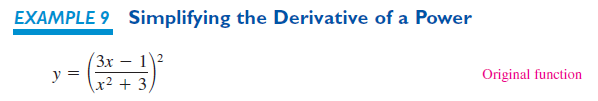 EXAMPLE 9 Simplifying the Derivative of a Power
y = ((3x − 1)/(x² + 3))² Original function